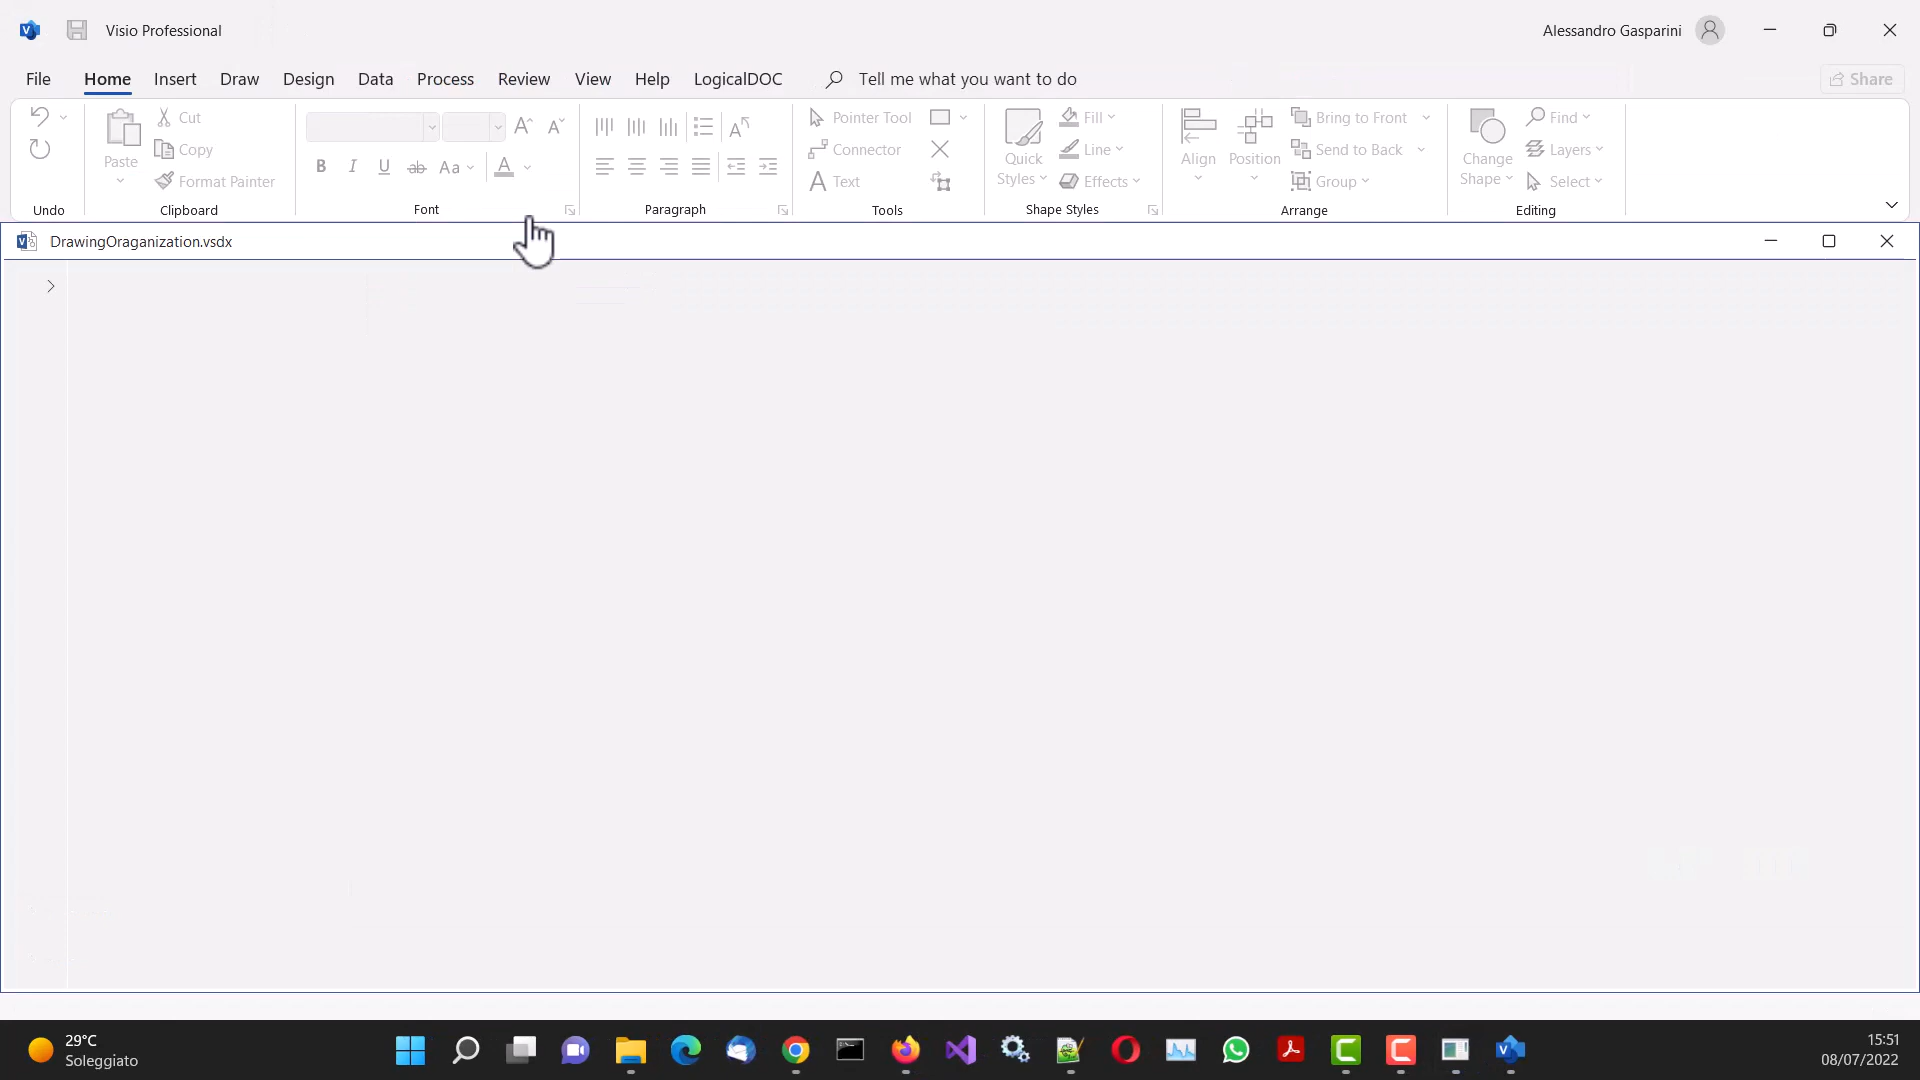 Visio Professional
Alessandro Gasparini
File Home Insert Draw Design Data Process Review View Help LogicalDOC Tell me what you want to do Share
Cut
Copy
Format Painter
Paste
Undo
Clipboard
B I U ab Aa A
Font
Paragraph
Pointer Tool
Connector
A Text
Tools
Quick
Styles
Fill
Line
Effects
Shape Styles
Align
Position
Bring to Front
Send to Back
Group
Arrange
Change
Shape
Find
Layers
Select
Editing
DrawingOraganization.vsdx
29°C
Soleggiato
15:51
08/07/2022